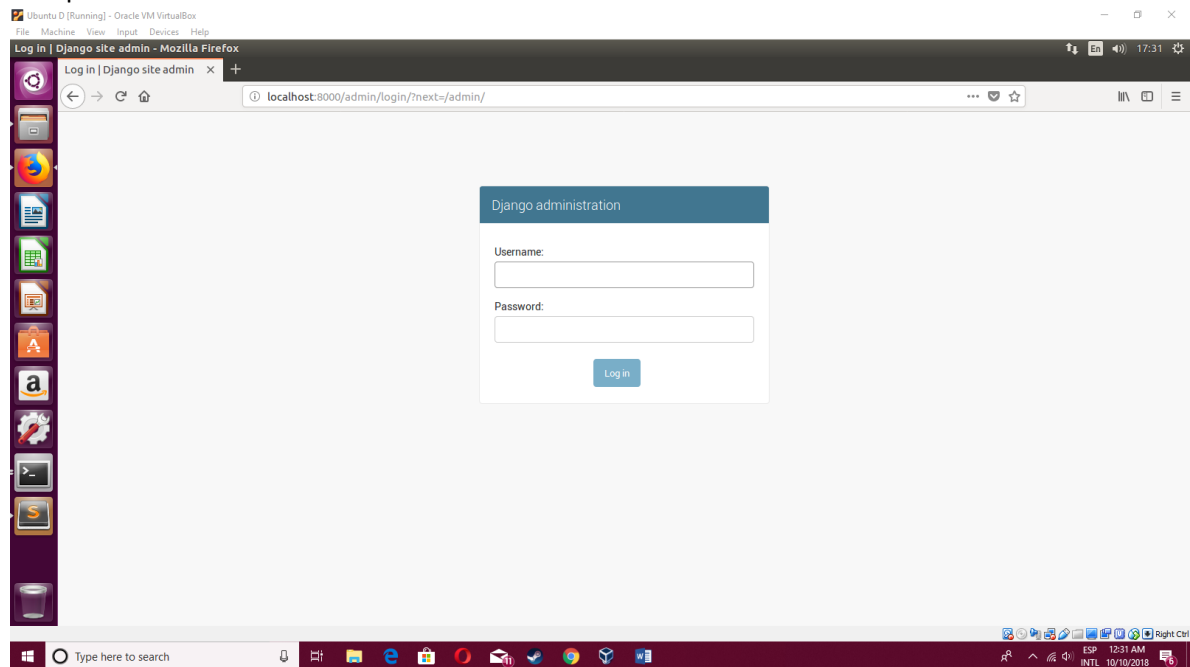 Ubuntu D [Running] - Oracle VM VirtualBox
File Machine View Input Devices Help
Log in | Django site admin - Mozilla Firefox
En 17:31
Log in | Django site admin × +
localhost:8000/admin/login/?next=/admin/
Django administration
Username:
Password:
Log in
Right Ctrl
Type here to search
11
ESP
INTL
12:31 AM
10/10/2018
6